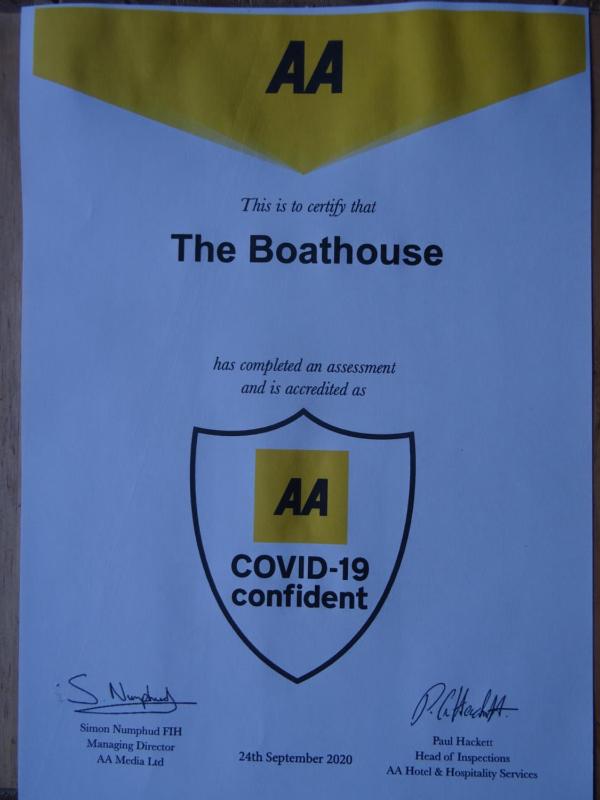 AA
This is to certify that
The Boathouse
has completed an assessment
and is accredited as
AA
COVID-19
confident
S. Numphud
Simon Numphud FIH
Managing Director
AA Media Ltd
24th September 2020
Paul Hackett
Head of Inspections
AA Hotel & Hospitality Services